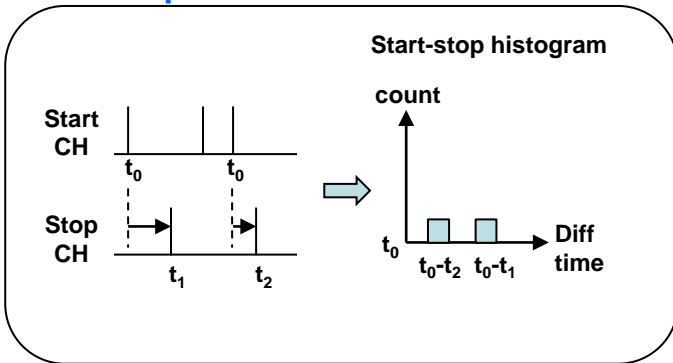 Start-stop histogram
count
Start
CH
t₀ t₀
Stop
CH
t₁ t₂
t₀
t₀-t₂ t₀-t₁
Diff
time